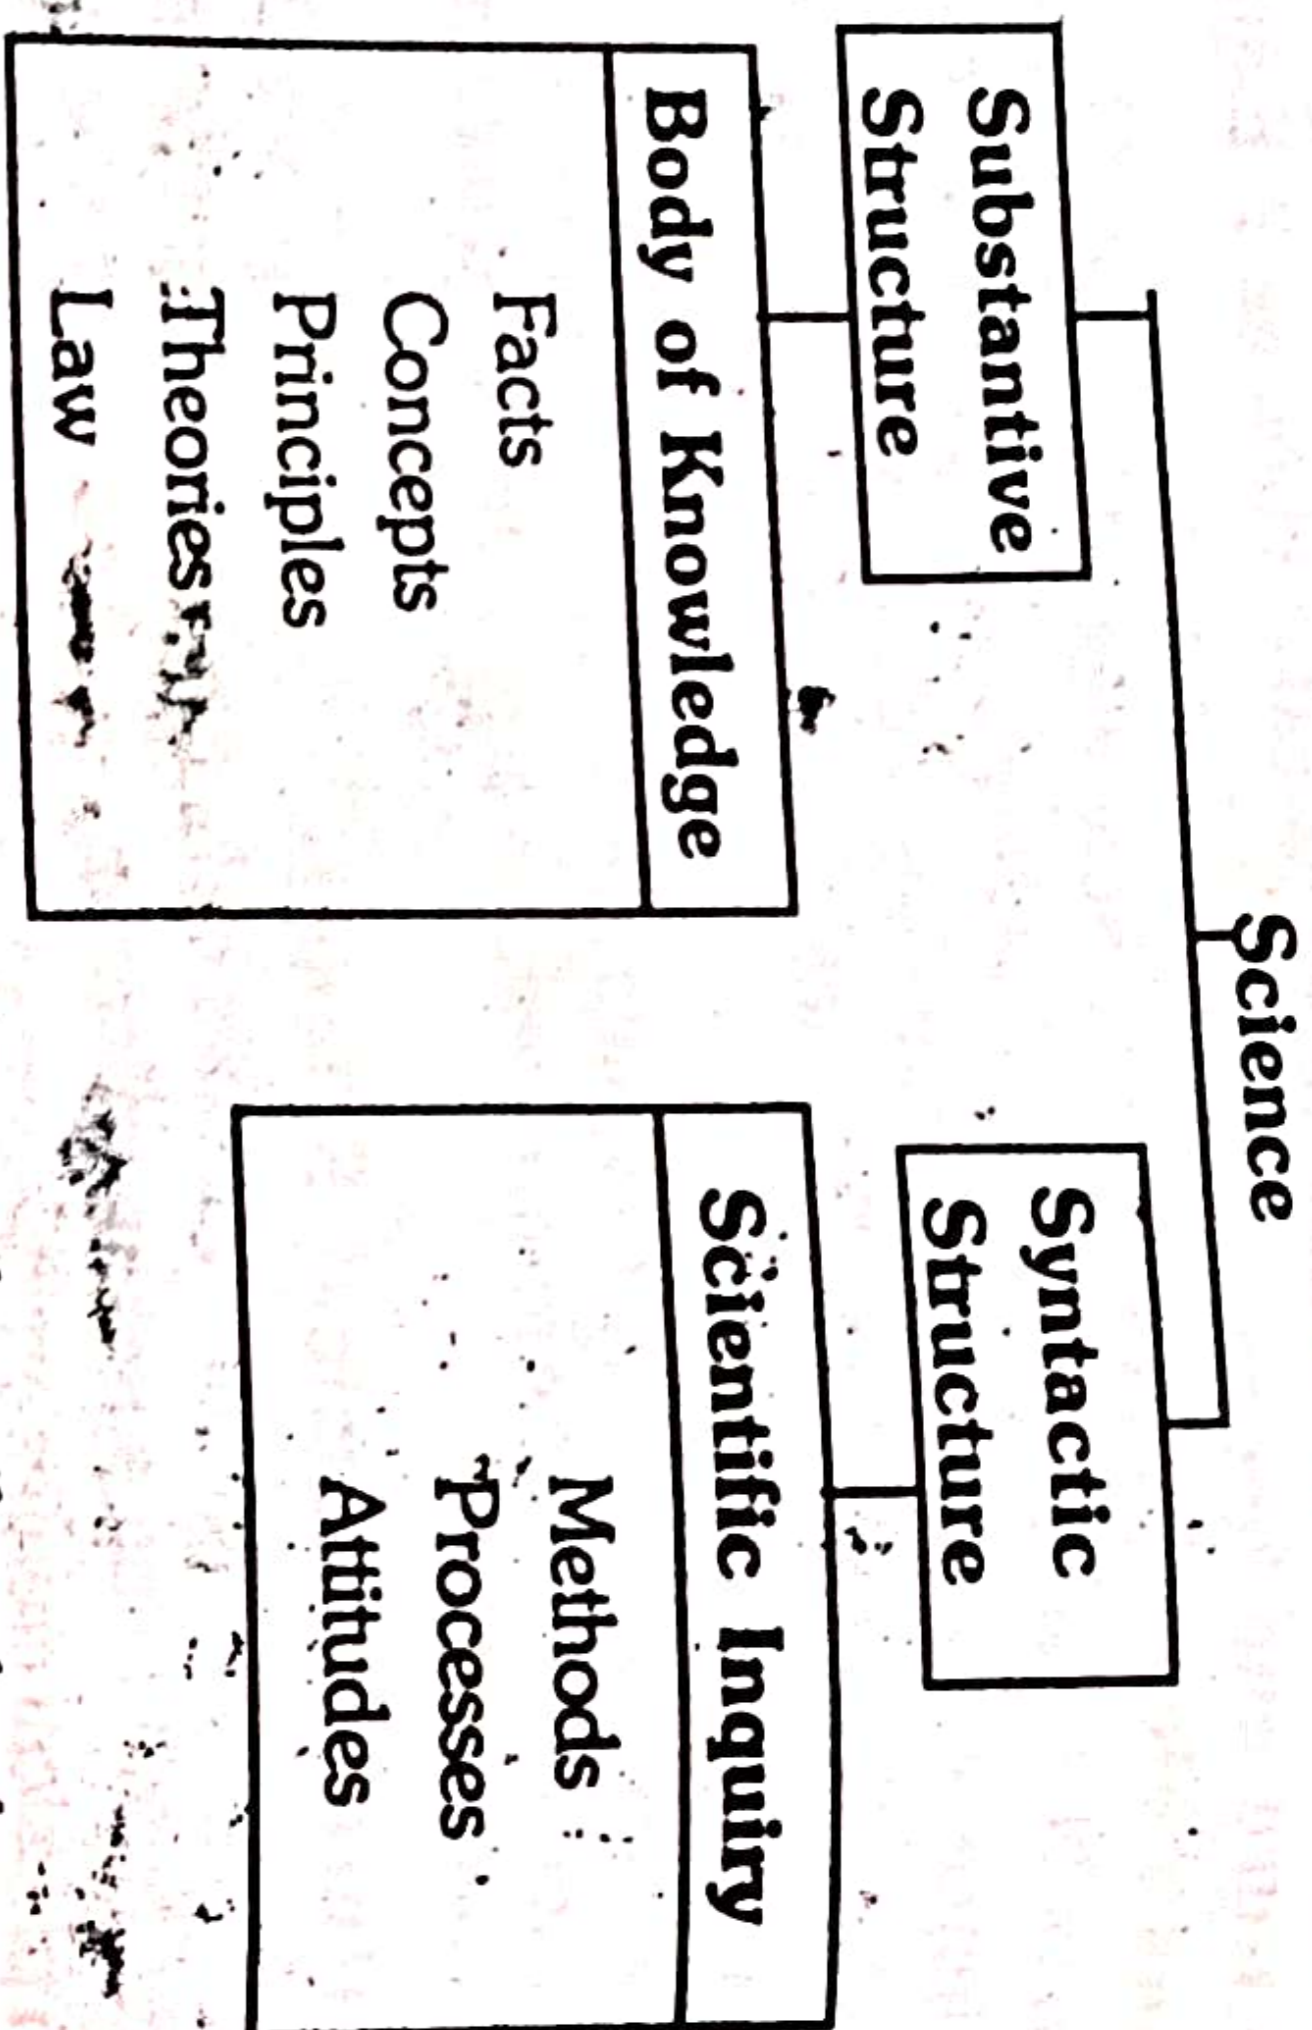 Science
Substantive
Structure
Body of Knowledge
Facts
Concepts
Principles
Theories
Law
Syntactic
Structure
Scientific Inquiry
Methods
Processes
Attitudes